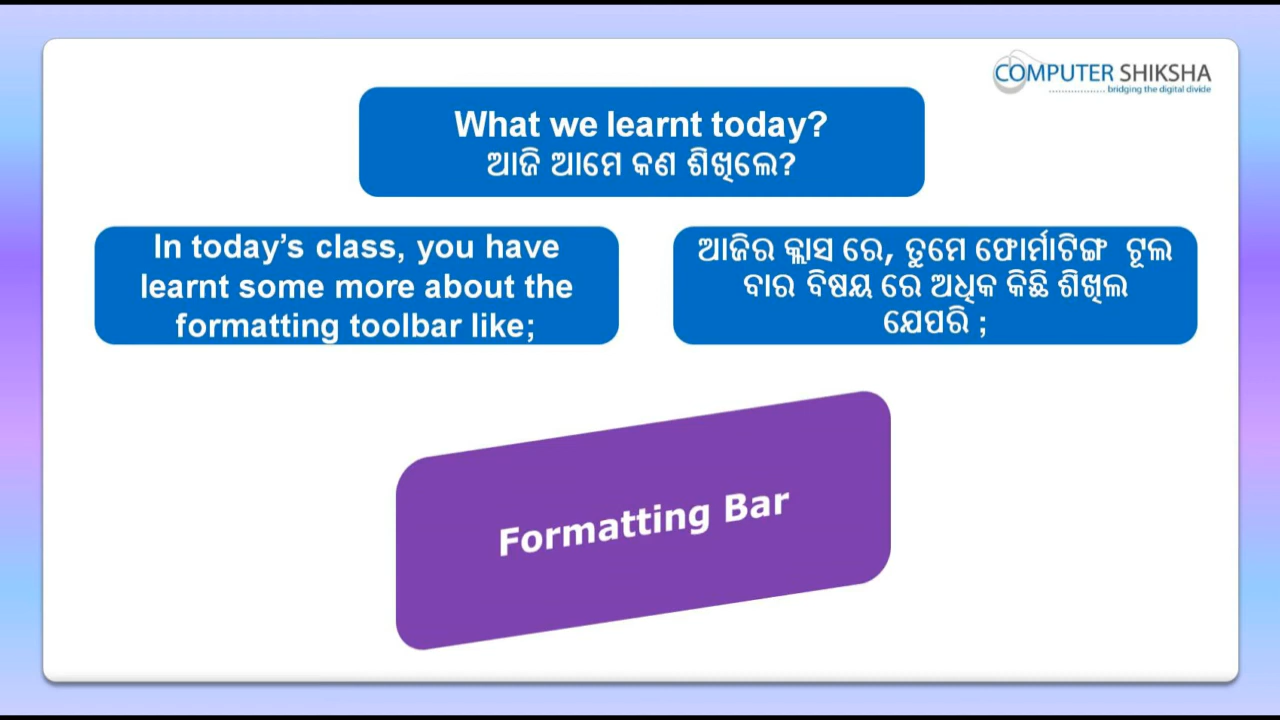 COMPUTER SHIKSHA
bridging the digital divide
What we learnt today?
ଆଜି ଆମେ କଣ ଶିଖିଲେ?
In today’s class, you have
learnt some more about the
formatting toolbar like;
ଆଜିର କ୍ଲାସ ରେ, ତୁମେ ଫୋର୍ମାଟିଙ୍ଗ ଟୂଲ
ବାର ବିଷୟ ରେ ଅଧିକ କିଛି ଶିଖିଲ
ଯେପରି ;
Formatting Bar